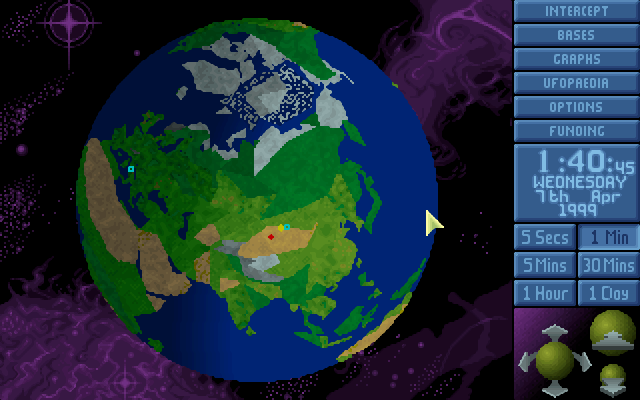 INTERCEPT
BASES
GRAPHS
UFOPAEDIA
OPTIONS
FUNDING
1:40:45
WEDNESDAY
7th Apr
1999
5 Secs 1 Min
5 Mins 30 Mins
1 Hour 1 Day